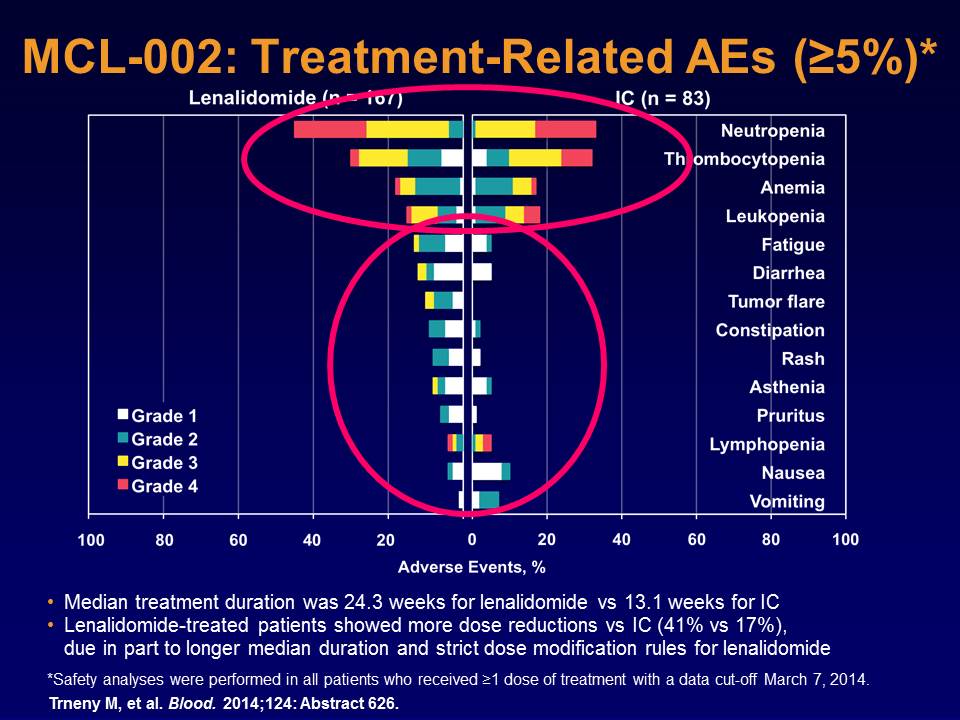 MCL-002: Treatment-Related AEs (≥5%)*
Lenalidomide (n = 167)
IC (n = 83)
Neutropenia
Thrombocytopenia
Anemia
Leukopenia
Fatigue
Diarrhea
Tumor flare
Constipation
Rash
Asthenia
Pruritus
Lymphopenia
Nausea
Vomiting
Grade 1
Grade 2
Grade 3
Grade 4
100 80 60 40 20 0 20 40 60 80 100
Adverse Events, %
• Median treatment duration was 24.3 weeks for lenalidomide vs 13.1 weeks for IC
• Lenalidomide-treated patients showed more dose reductions vs IC (41% vs 17%),
due in part to longer median duration and strict dose modification rules for lenalidomide
*Safety analyses were performed in all patients who received ≥1 dose of treatment with a data cut-off March 7, 2014.
Trneny M, et al. Blood. 2014;124: Abstract 626.